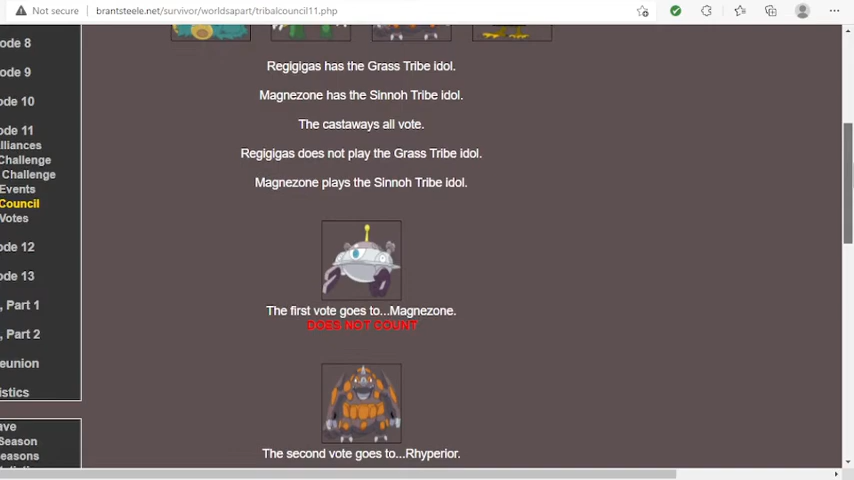 Not secure | brantsteele.net/survivor/worldsapart/tribalcouncil11.php
ode 8
ode 9
ode 10
ode 11
lliances
Challenge
Challenge
Events
Council
Votes
ode 12
ode 13
, Part 1
, Part 2
eunion
istics
ave
Season
easons
Regigigas has the Grass Tribe idol.
Magnezone has the Sinnoh Tribe idol.
The castaways all vote.
Regigigas does not play the Grass Tribe idol.
Magnezone plays the Sinnoh Tribe idol.
The first vote goes to...Magnezone.
DOES NOT COUNT
The second vote goes to...Rhyperior.